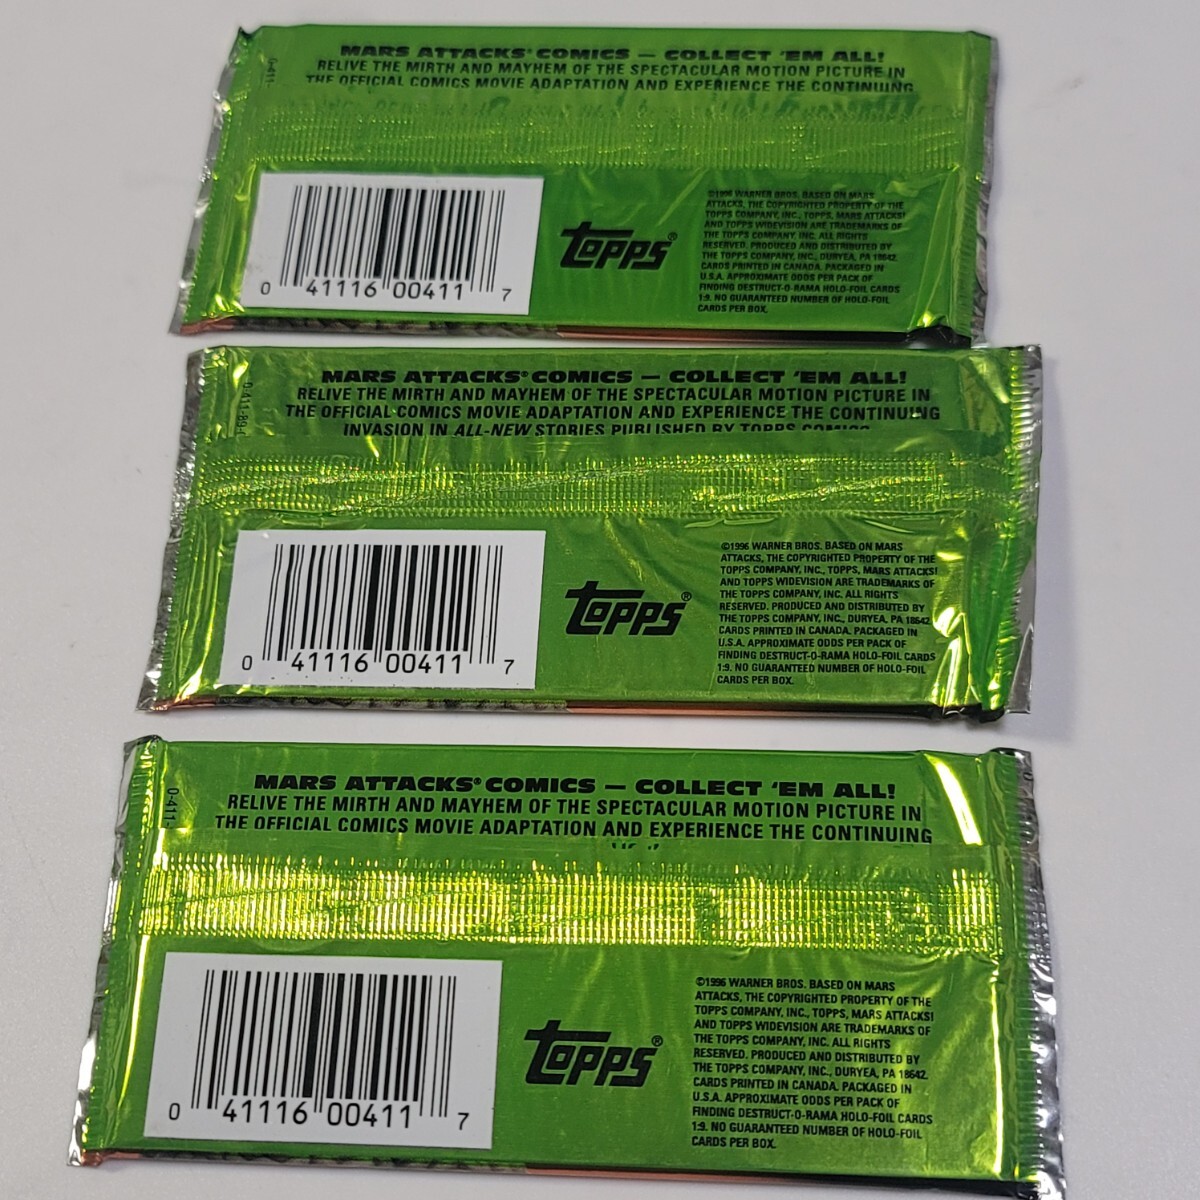 0-411-
MARS ATTACKS® COMICS — COLLECT 'EM ALL!
RELIVE THE MIRTH AND MAYHEM OF THE SPECTACULAR MOTION PICTURE IN
THE OFFICIAL COMICS MOVIE ADAPTATION AND EXPERIENCE THE CONTINUING
0 41116 00411 7
Topps®
©1996 WARNER BROS. BASED ON MARS
ATTACKS, THE COPYRIGHTED PROPERTY OF THE
TOPPS COMPANY, INC., TOPPS, MARS ATTACKS!
AND TOPPS WIDEVISION ARE TRADEMARKS OF
THE TOPPS COMPANY, INC. ALL RIGHTS
RESERVED. PRODUCED AND DISTRIBUTED BY
THE TOPPS COMPANY, INC., DURYEA, PA 18642.
CARDS PRINTED IN CANADA. PACKAGED IN
U.S.A. APPROXIMATE ODDS PER PACK OF
FINDING DESTRUCT-O-RAMA HOLO-FOIL CARDS
1:9. NO GUARANTEED NUMBER OF HOLO-FOIL
CARDS PER BOX.
0-411-89-
MARS ATTACKS® COMICS — COLLECT 'EM ALL!
RELIVE THE MIRTH AND MAYHEM OF THE SPECTACULAR MOTION PICTURE IN
THE OFFICIAL COMICS MOVIE ADAPTATION AND EXPERIENCE THE CONTINUING
INVASION IN ALL-NEW STORIES PUBLISHED BY TOPPS COMICS
0 41116 00411 7
Topps®
©1996 WARNER BROS. BASED ON MARS
ATTACKS, THE COPYRIGHTED PROPERTY OF THE
TOPPS COMPANY, INC., TOPPS, MARS ATTACKS!
AND TOPPS WIDEVISION ARE TRADEMARKS OF
THE TOPPS COMPANY, INC. ALL RIGHTS
RESERVED. PRODUCED AND DISTRIBUTED BY
THE TOPPS COMPANY, INC., DURYEA, PA 18642.
CARDS PRINTED IN CANADA. PACKAGED IN
U.S.A. APPROXIMATE ODDS PER PACK OF
FINDING DESTRUCT-O-RAMA HOLO-FOIL CARDS
1:9. NO GUARANTEED NUMBER OF HOLO-FOIL
CARDS PER BOX.
0-411-
MARS ATTACKS® COMICS — COLLECT 'EM ALL!
RELIVE THE MIRTH AND MAYHEM OF THE SPECTACULAR MOTION PICTURE IN
THE OFFICIAL COMICS MOVIE ADAPTATION AND EXPERIENCE THE CONTINUING
0 41116 00411 7
Topps®
©1996 WARNER BROS. BASED ON MARS
ATTACKS, THE COPYRIGHTED PROPERTY OF THE
TOPPS COMPANY, INC., TOPPS, MARS ATTACKS!
AND TOPPS WIDEVISION ARE TRADEMARKS OF
THE TOPPS COMPANY, INC. ALL RIGHTS
RESERVED. PRODUCED AND DISTRIBUTED BY
THE TOPPS COMPANY, INC., DURYEA, PA 18642.
CARDS PRINTED IN CANADA. PACKAGED IN
U.S.A. APPROXIMATE ODDS PER PACK OF
FINDING DESTRUCT-O-RAMA HOLO-FOIL CARDS
1:9. NO GUARANTEED NUMBER OF HOLO-FOIL
CARDS PER BOX.